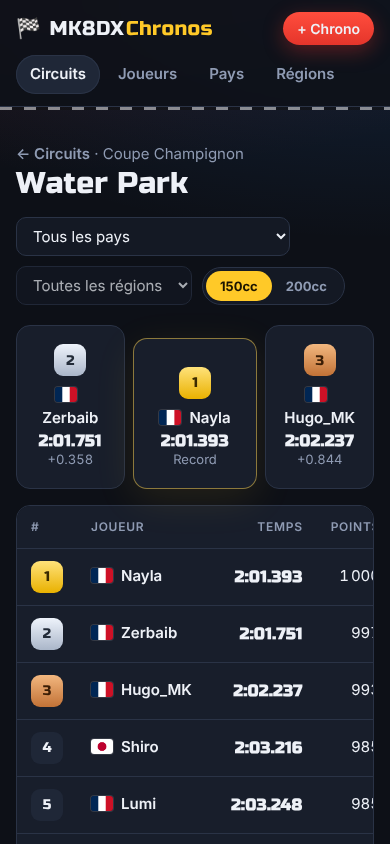 MK8DXChronos
+ Chrono
Circuits Joueurs Pays Régions
← Circuits · Coupe Champignon
Water Park
Tous les pays
Toutes les régions 150cc 200cc
2
Zerbaib
2:01.751
+0.358
1
Nayla
2:01.393
Record
3
Hugo_MK
2:02.237
+0.844
# JOUEUR TEMPS POINTS
1 Nayla 2:01.393
2 Zerbaib 2:01.751
3 Hugo_MK 2:02.237
4 Shiro 2:03.216
5 Lumi 2:03.248